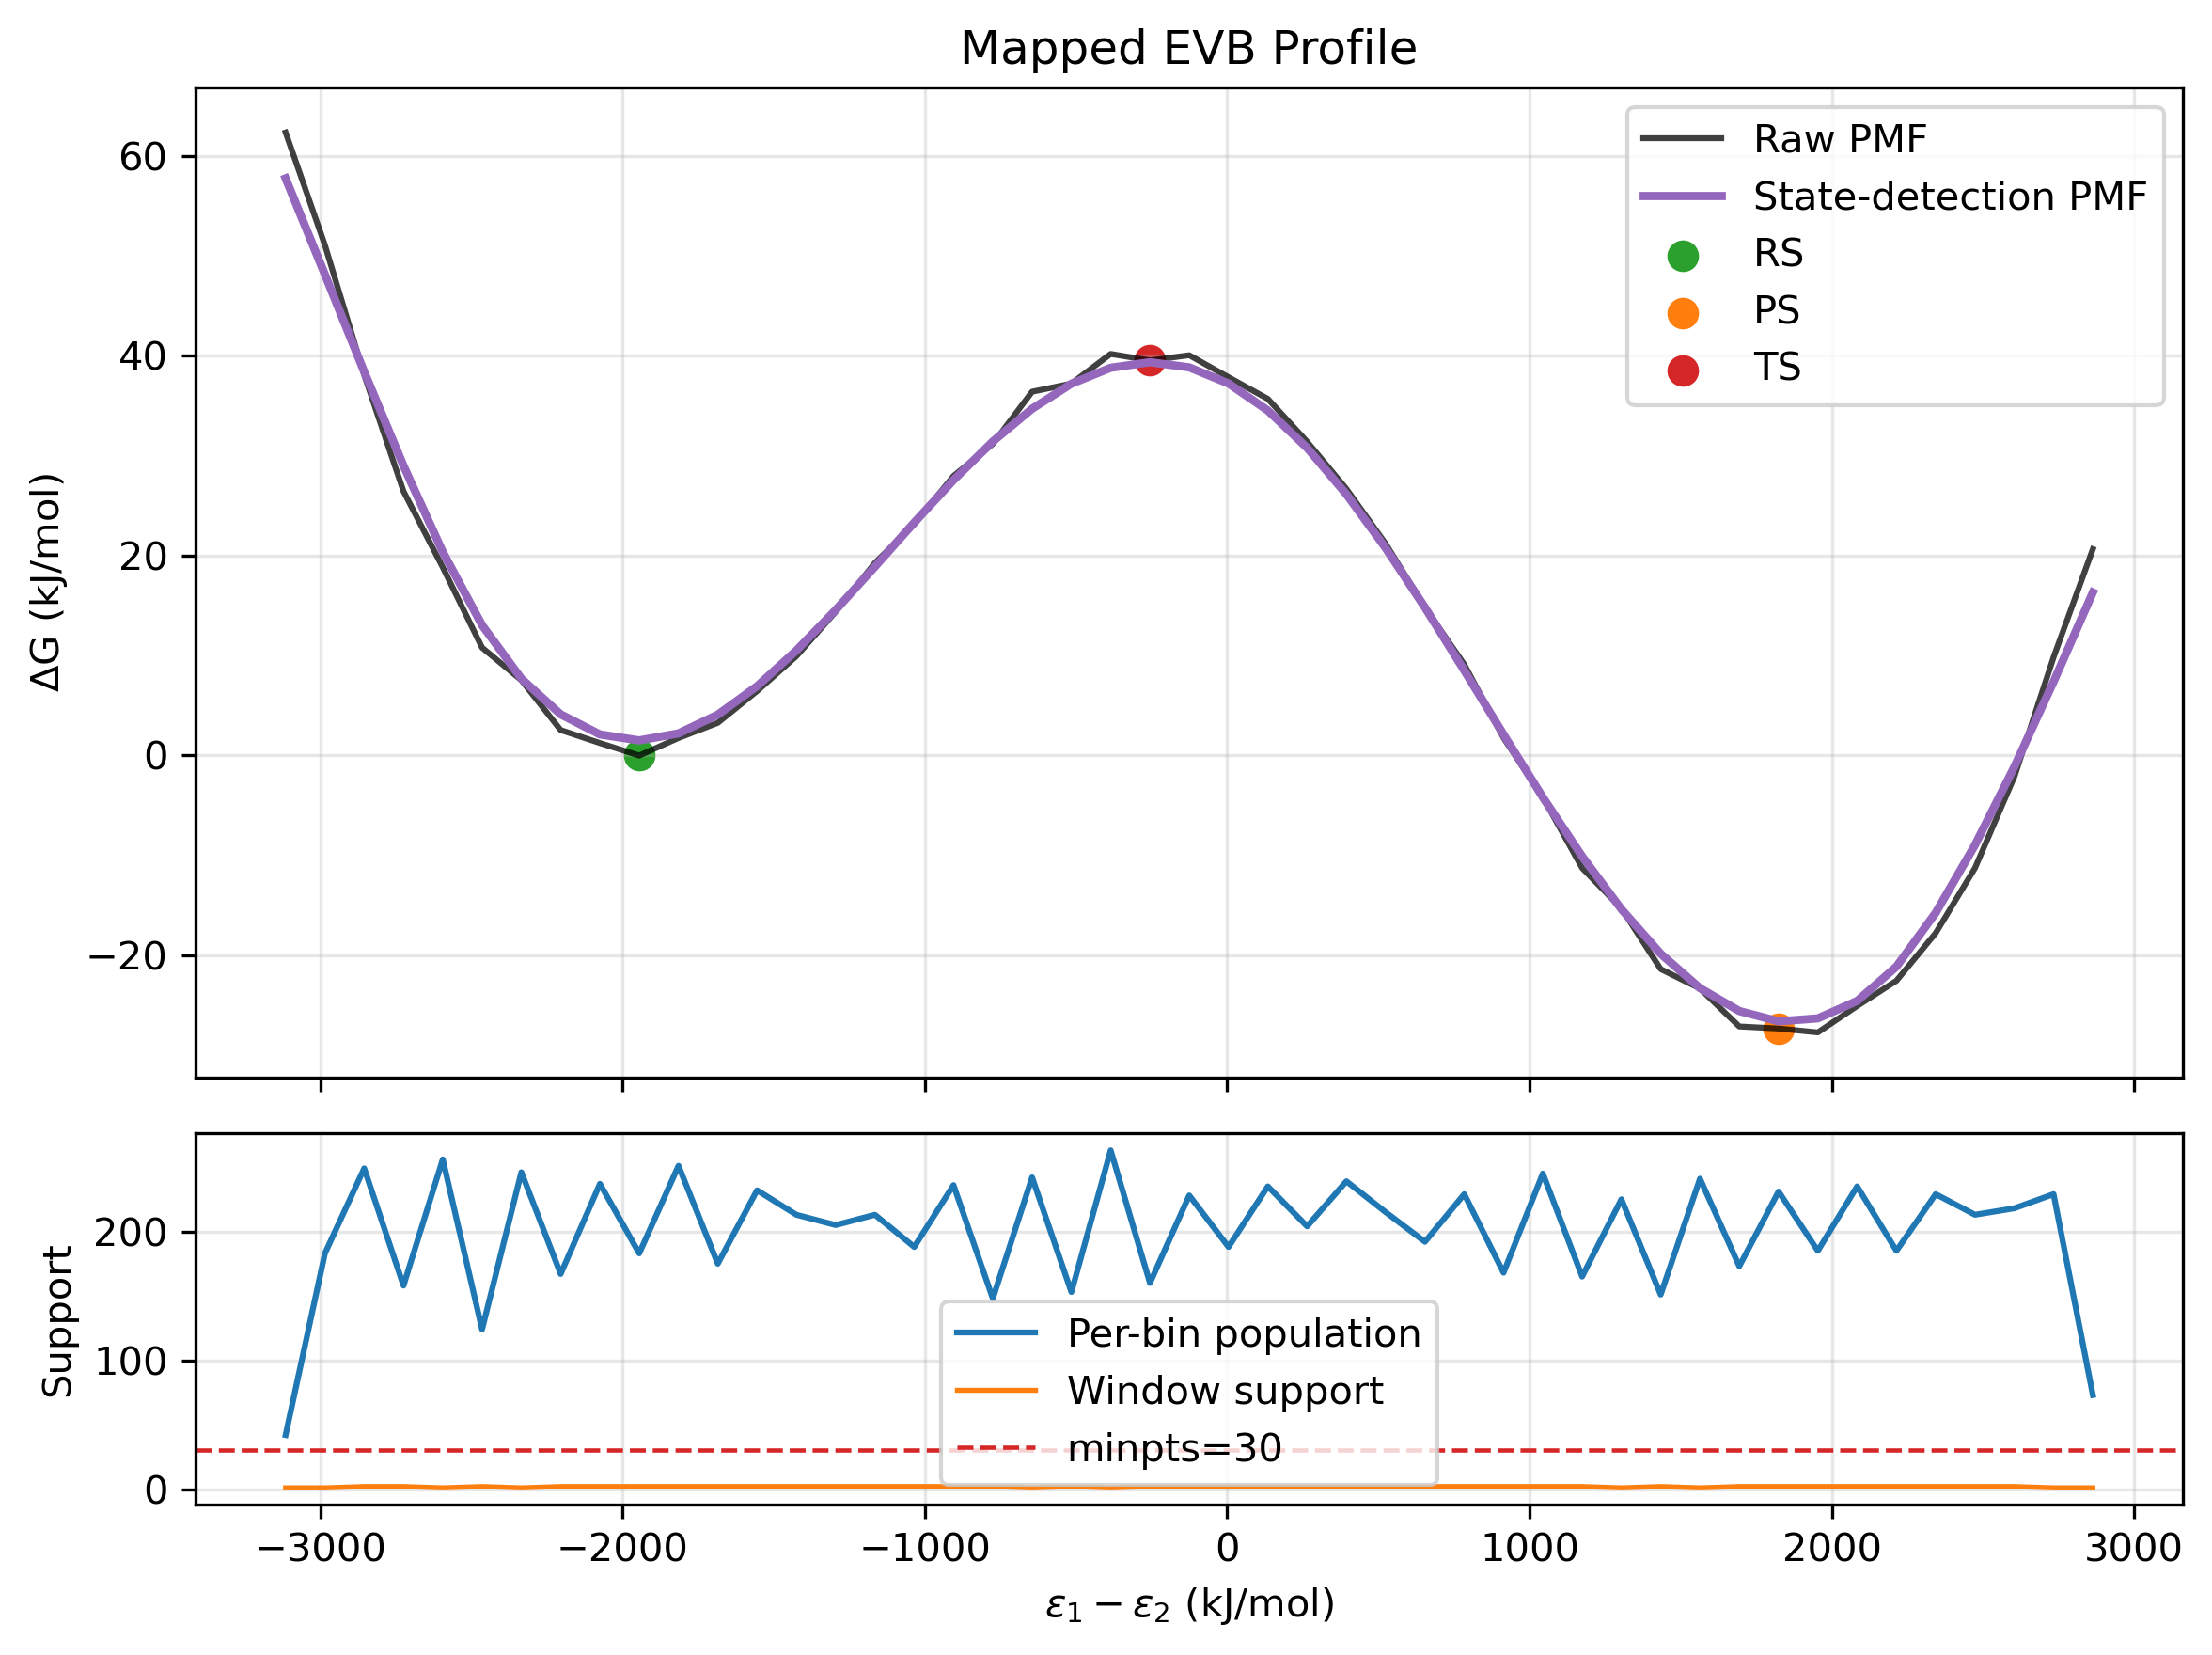 Mapped EVB Profile
ΔG (kJ/mol)
60
40
20
0
−20
Raw PMF
State-detection PMF
RS
PS
TS
Support
200
100
0
Per-bin population
Window support
minpts=30
−3000
−2000
−1000
0
1000
2000
3000
ε₁ − ε₂ (kJ/mol)